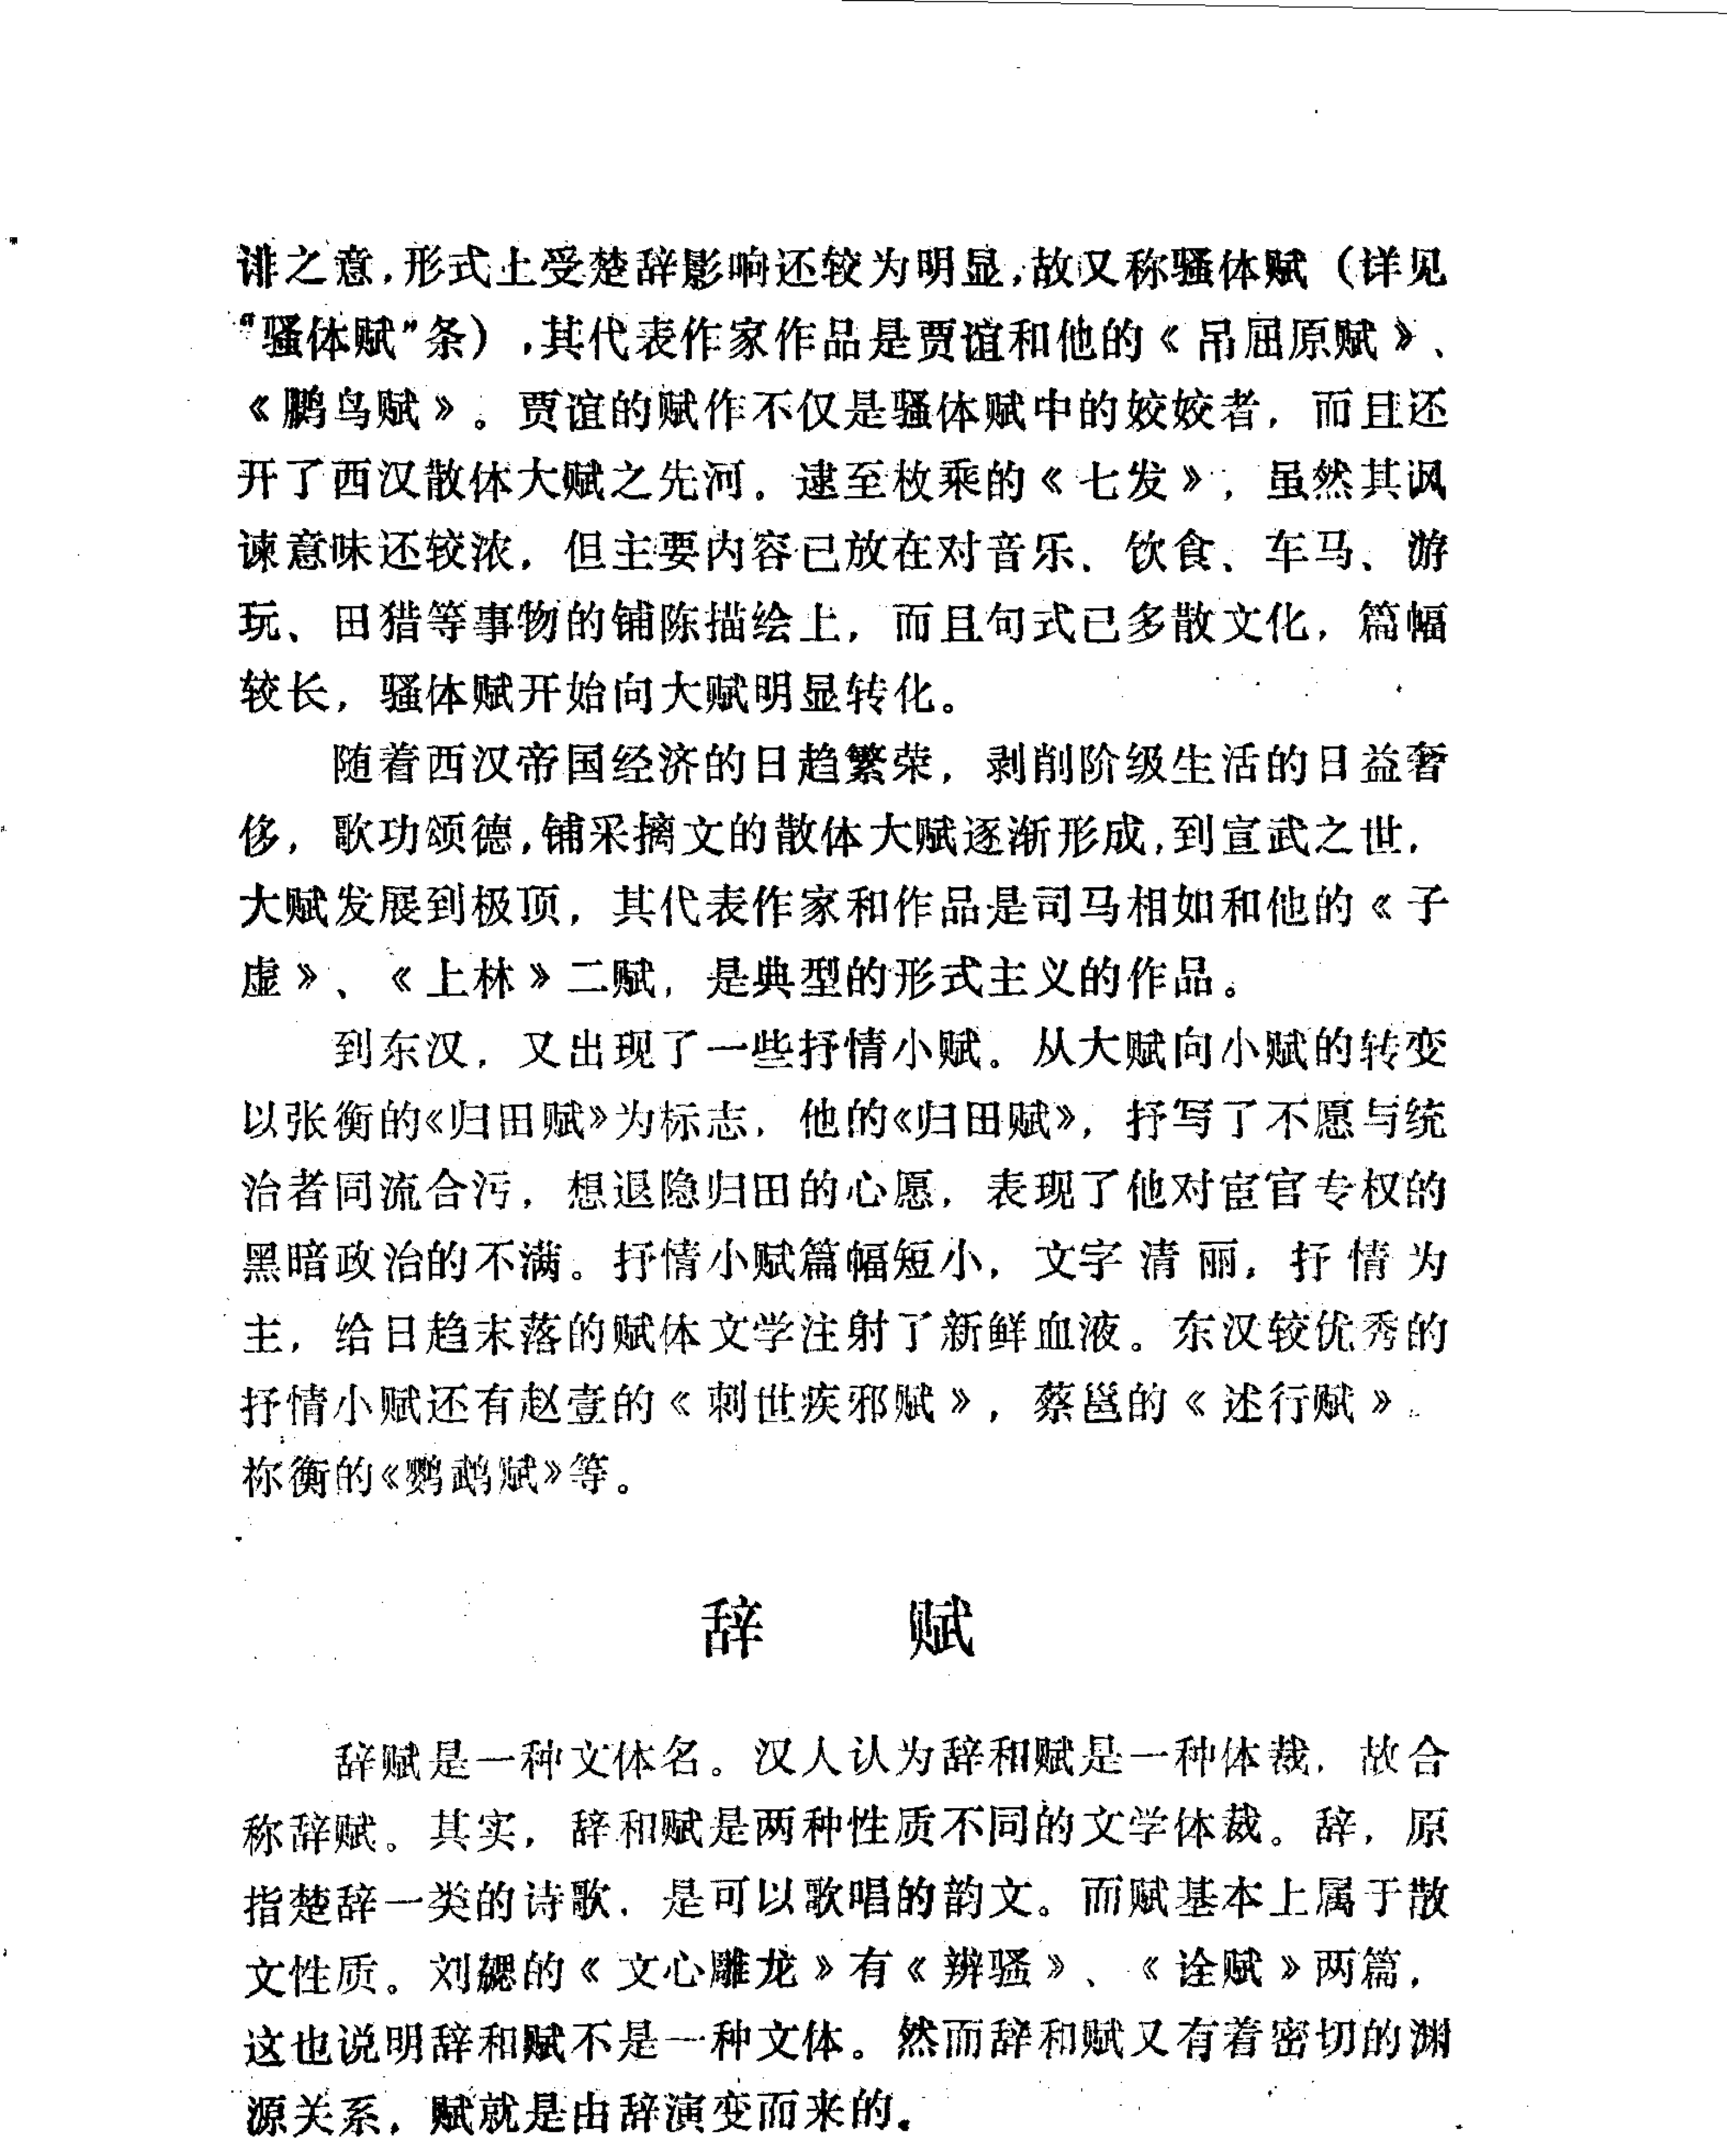 诽之意，形式上受楚辞影响还较为明显，故又称骚体赋（详见
“骚体赋”条），其代表作家作品是贾谊和他的《吊屈原赋》、
《鹏鸟赋》。贾谊的赋作不仅是骚体赋中的姣姣者，而且还
开了西汉散体大赋之先河。逮至枚乘的《七发》，虽然其讽
谏意味还较浓，但主要内容已放在对音乐、饮食、车马、游
玩、田猎等事物的铺陈描绘上，而且句式已多散文化，篇幅
较长，骚体赋开始向大赋明显转化。
随着西汉帝国经济的日趋繁荣，剥削阶级生活的日益奢
侈，歌功颂德，铺采摛文的散体大赋逐渐形成，到宣武之世，
大赋发展到极顶，其代表作家和作品是司马相如和他的《子
虚》、《上林》二赋，是典型的形式主义的作品。
到东汉，又出现了一些抒情小赋。从大赋向小赋的转变
以张衡的《归田赋》为标志，他的《归田赋》，抒写了不愿与统
治者同流合污，想退隐归田的心愿，表现了他对宦官专权的
黑暗政治的不满。抒情小赋篇幅短小，文字清丽，抒情为
主，给日趋末落的赋体文学注射了新鲜血液。东汉较优秀的
抒情小赋还有赵壹的《刺世疾邪赋》，蔡邕的《述行赋》。
祢衡的《鹦鹉赋》等。
辞 赋
辞赋是一种文体名。汉人认为辞和赋是一种体裁，故合
称辞赋。其实，辞和赋是两种性质不同的文学体裁。辞，原
指楚辞一类的诗歌，是可以歌唱的韵文。而赋基本上属于散
文性质。刘勰的《文心雕龙》有《辨骚》、《诠赋》两篇，
这也说明辞和赋不是一种文体。然而辞和赋又有着密切的渊
源关系，赋就是由辞演变而来的。